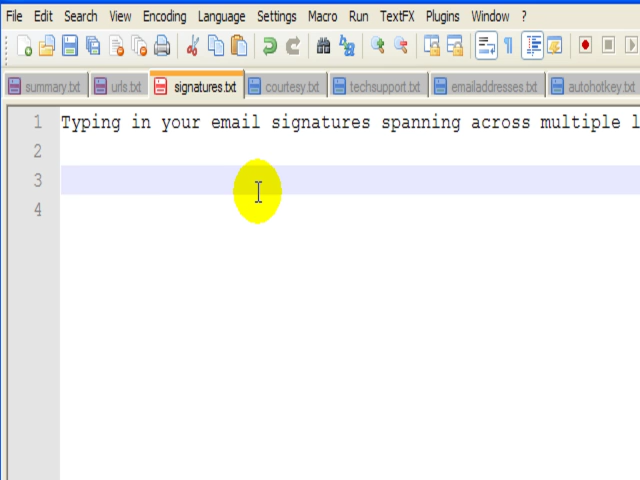 File Edit Search View Encoding Language Settings Macro Run TextFX Plugins Window ?
summary.txt urls.txt signatures.txt courtesy.txt techsupport.txt emailaddresses.txt autohotkey.txt
1 Typing in your email signatures spanning across multiple l
2
3
4